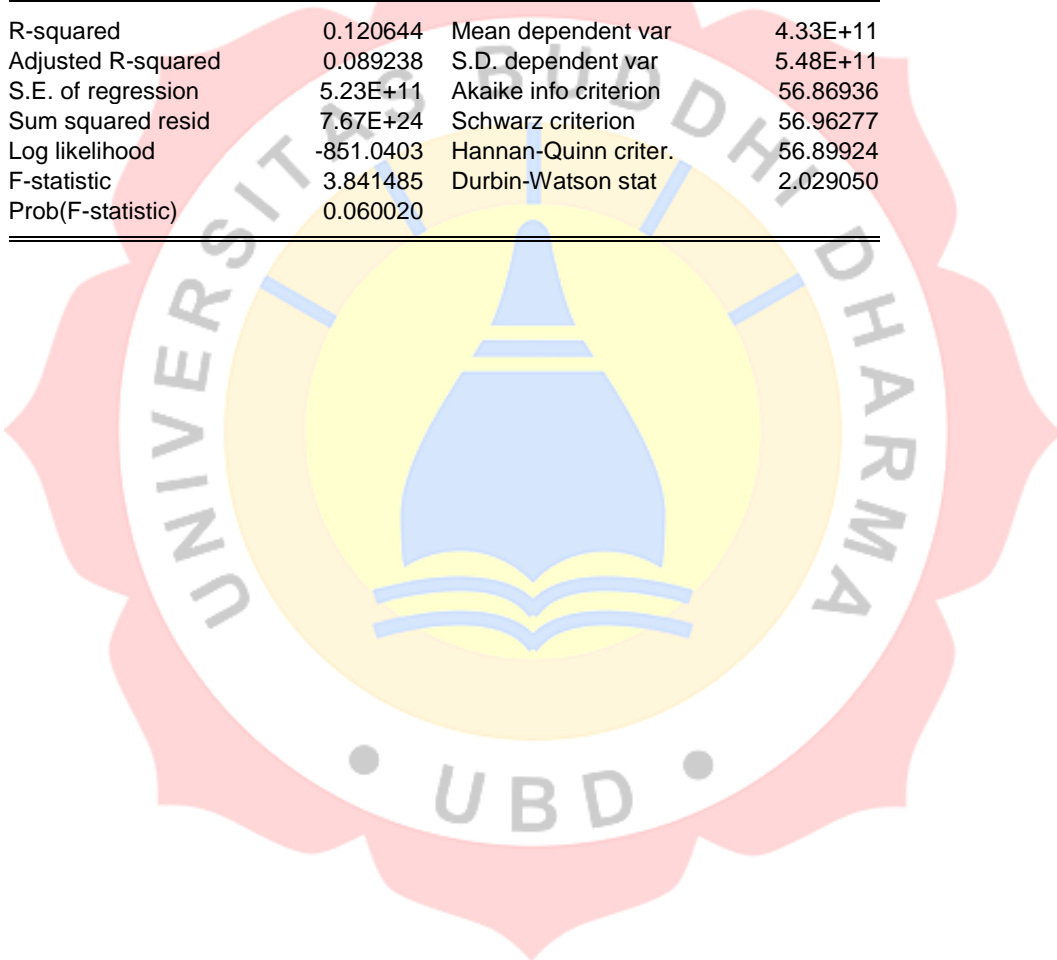 R-squared 0.120644 Mean dependent var 4.33E+11
Adjusted R-squared 0.089238 S.D. dependent var 5.48E+11
S.E. of regression 5.23E+11 Akaike info criterion 56.86936
Sum squared resid 7.67E+24 Schwarz criterion 56.96277
Log likelihood -851.0403 Hannan-Quinn criter. 56.89924
F-statistic 3.841485 Durbin-Watson stat 2.029050
Prob(F-statistic) 0.060020
UNIVERSITAS BUDDHI DHARMA
• UBD •